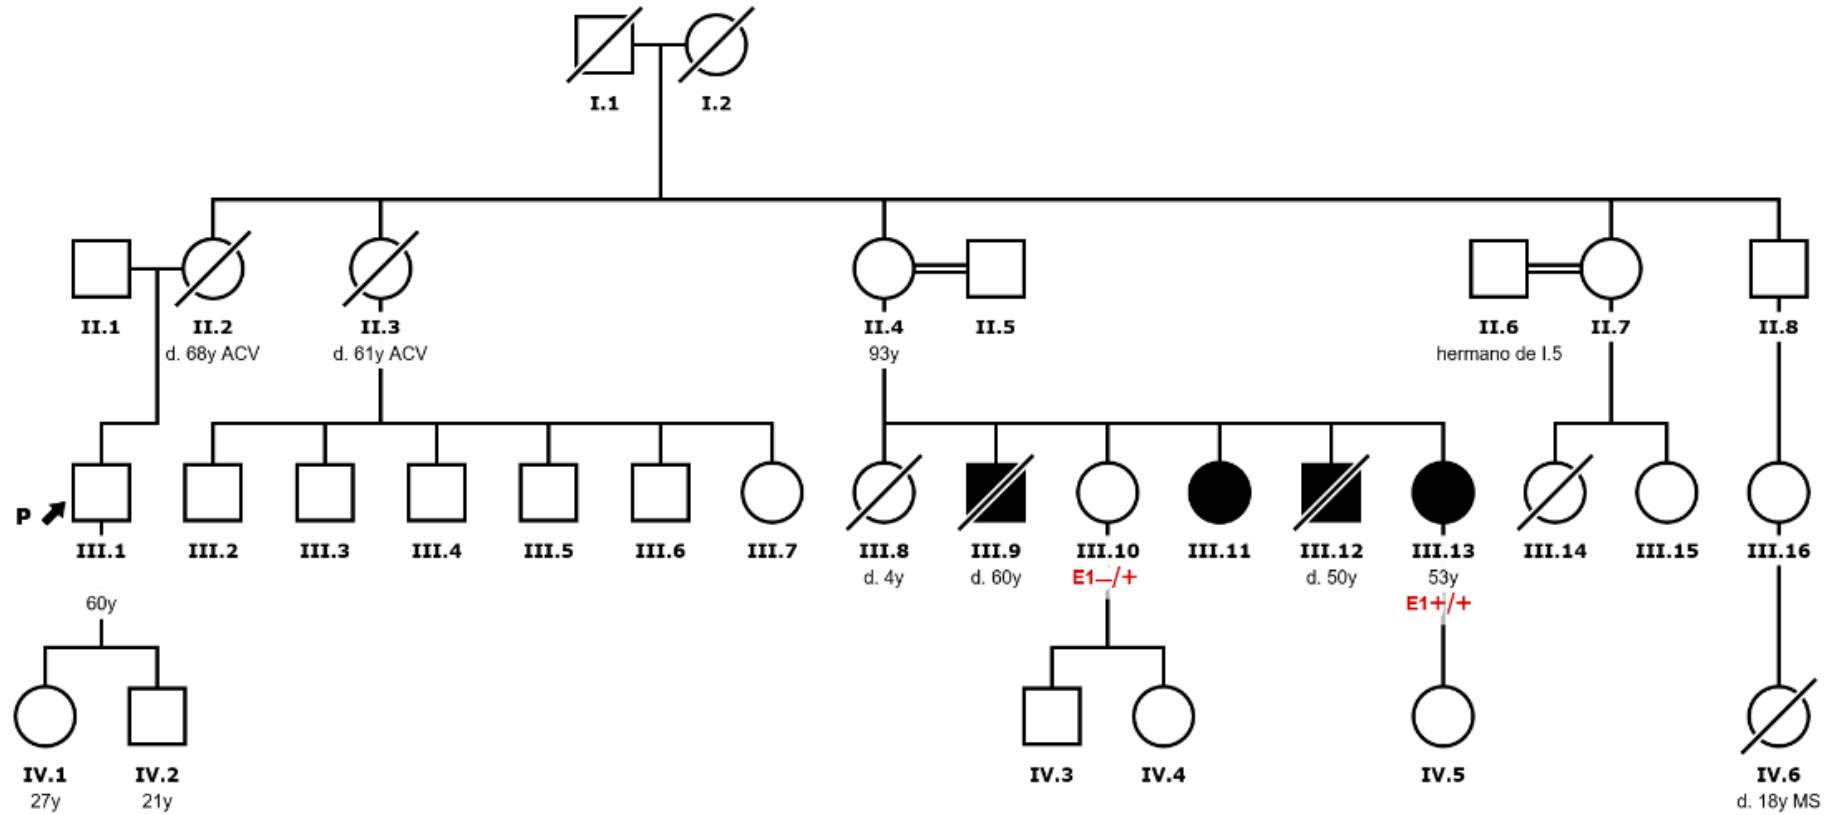 I.1 I.2
II.1 II.2 II.3 II.4 II.5 II.6 II.7 II.8
d. 68y ACV d. 61y ACV 93y hermano de I.5
P
III.1 III.2 III.3 III.4 III.5 III.6 III.7 III.8 III.9 III.10 III.11 III.12 III.13 III.14 III.15 III.16
d. 4y d. 60y E1−/+ d. 50y 53y
60y E1+/+
IV.1 IV.2 IV.3 IV.4 IV.5 IV.6
27y 21y d. 18y MS